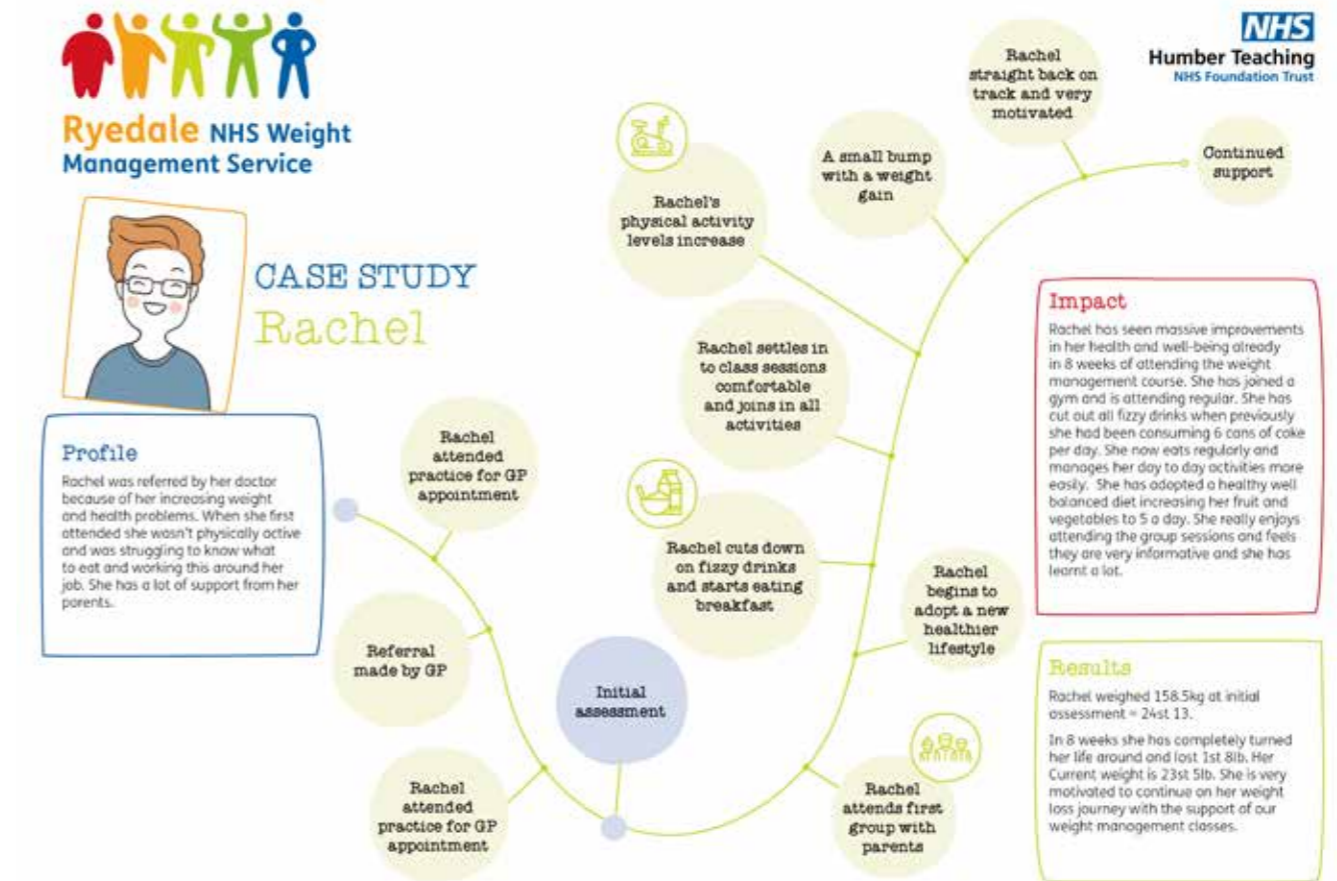 Ryedale NHS Weight
Management Service
NHS
Humber Teaching
NHS Foundation Trust
CASE STUDY
Rachel
Profile
Rachel was referred by her doctor
because of her increasing weight
and health problems. When she first
attended she wasn't physically active
and was struggling to know what
to eat and working this around her
job. She has a lot of support from her
parents.
Rachel
attended
practice for GP
appointment
Referral
made by GP
Rachel
attended
practice for GP
appointment
Initial
assessment
Rachel
attends first
group with
parents
Rachel
begins to
adopt a new
healthier
lifestyle
Rachel cuts down
on fizzy drinks
and starts eating
breakfast
Rachel settles in
to class sessions
comfortable
and joins in all
activities
Rachel's
physical activity
levels increase
A small bump
with a weight
gain
Rachel
straight back on
track and very
motivated
Continued
support
Impact
Rachel has seen massive improvements
in her health and well-being already
in 8 weeks of attending the weight
management course. She has joined a
gym and is attending regular. She has
cut out all fizzy drinks when previously
she had been consuming 6 cans of coke
per day. She now eats regularly and
manages her day to day activities more
easily. She has adopted a healthy well
balanced diet increasing her fruit and
vegetables to 5 a day. She really enjoys
attending the group sessions and feels
they are very informative and she has
learnt a lot.
Results
Rachel weighed 158.5kg at initial
assessment = 24st 13.
In 8 weeks she has completely turned
her life around and lost 1st 8lb. Her
Current weight is 23st 5lb. She is very
motivated to continue on her weight
loss journey with the support of our
weight management classes.